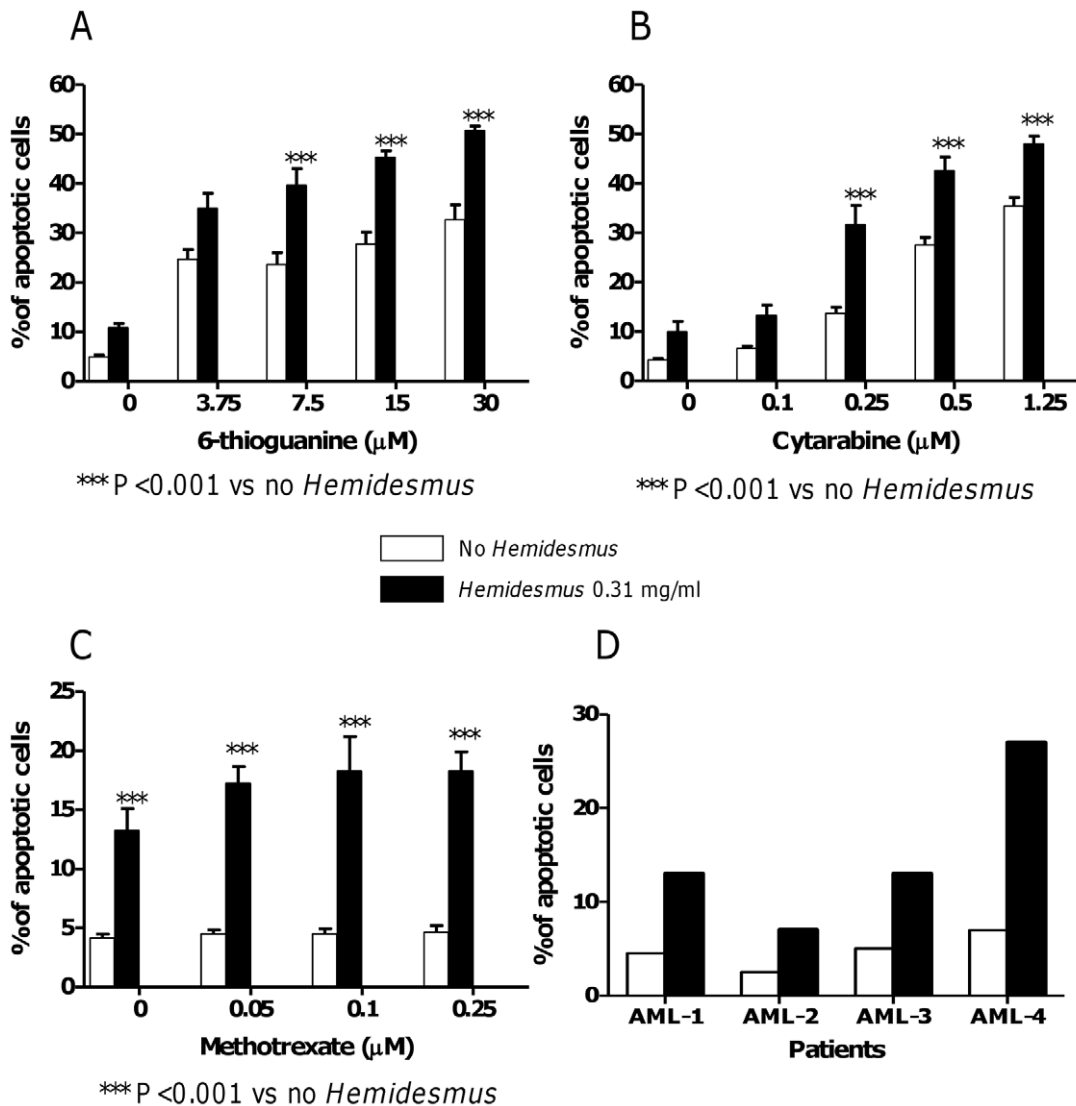 A
B
%of apoptotic cells
60
50
40
30
20
10
0
***
***
***
0
3.75
7.5
15
30
6-thioguanine (μM)
***P <0.001 vs no Hemidesmus
%of apoptotic cells
60
50
40
30
20
10
0
***
***
***
0
0.1
0.25
0.5
1.25
Cytarabine (μM)
***P <0.001 vs no Hemidesmus
No Hemidesmus
Hemidesmus 0.31 mg/ml
C
D
%of apoptotic cells
25
20
15
10
5
0
***
***
***
***
0
0.05
0.1
0.25
Methotrexate (μM)
***P <0.001 vs no Hemidesmus
%of apoptotic cells
30
20
10
0
AML-1
AML-2
AML-3
AML-4
Patients